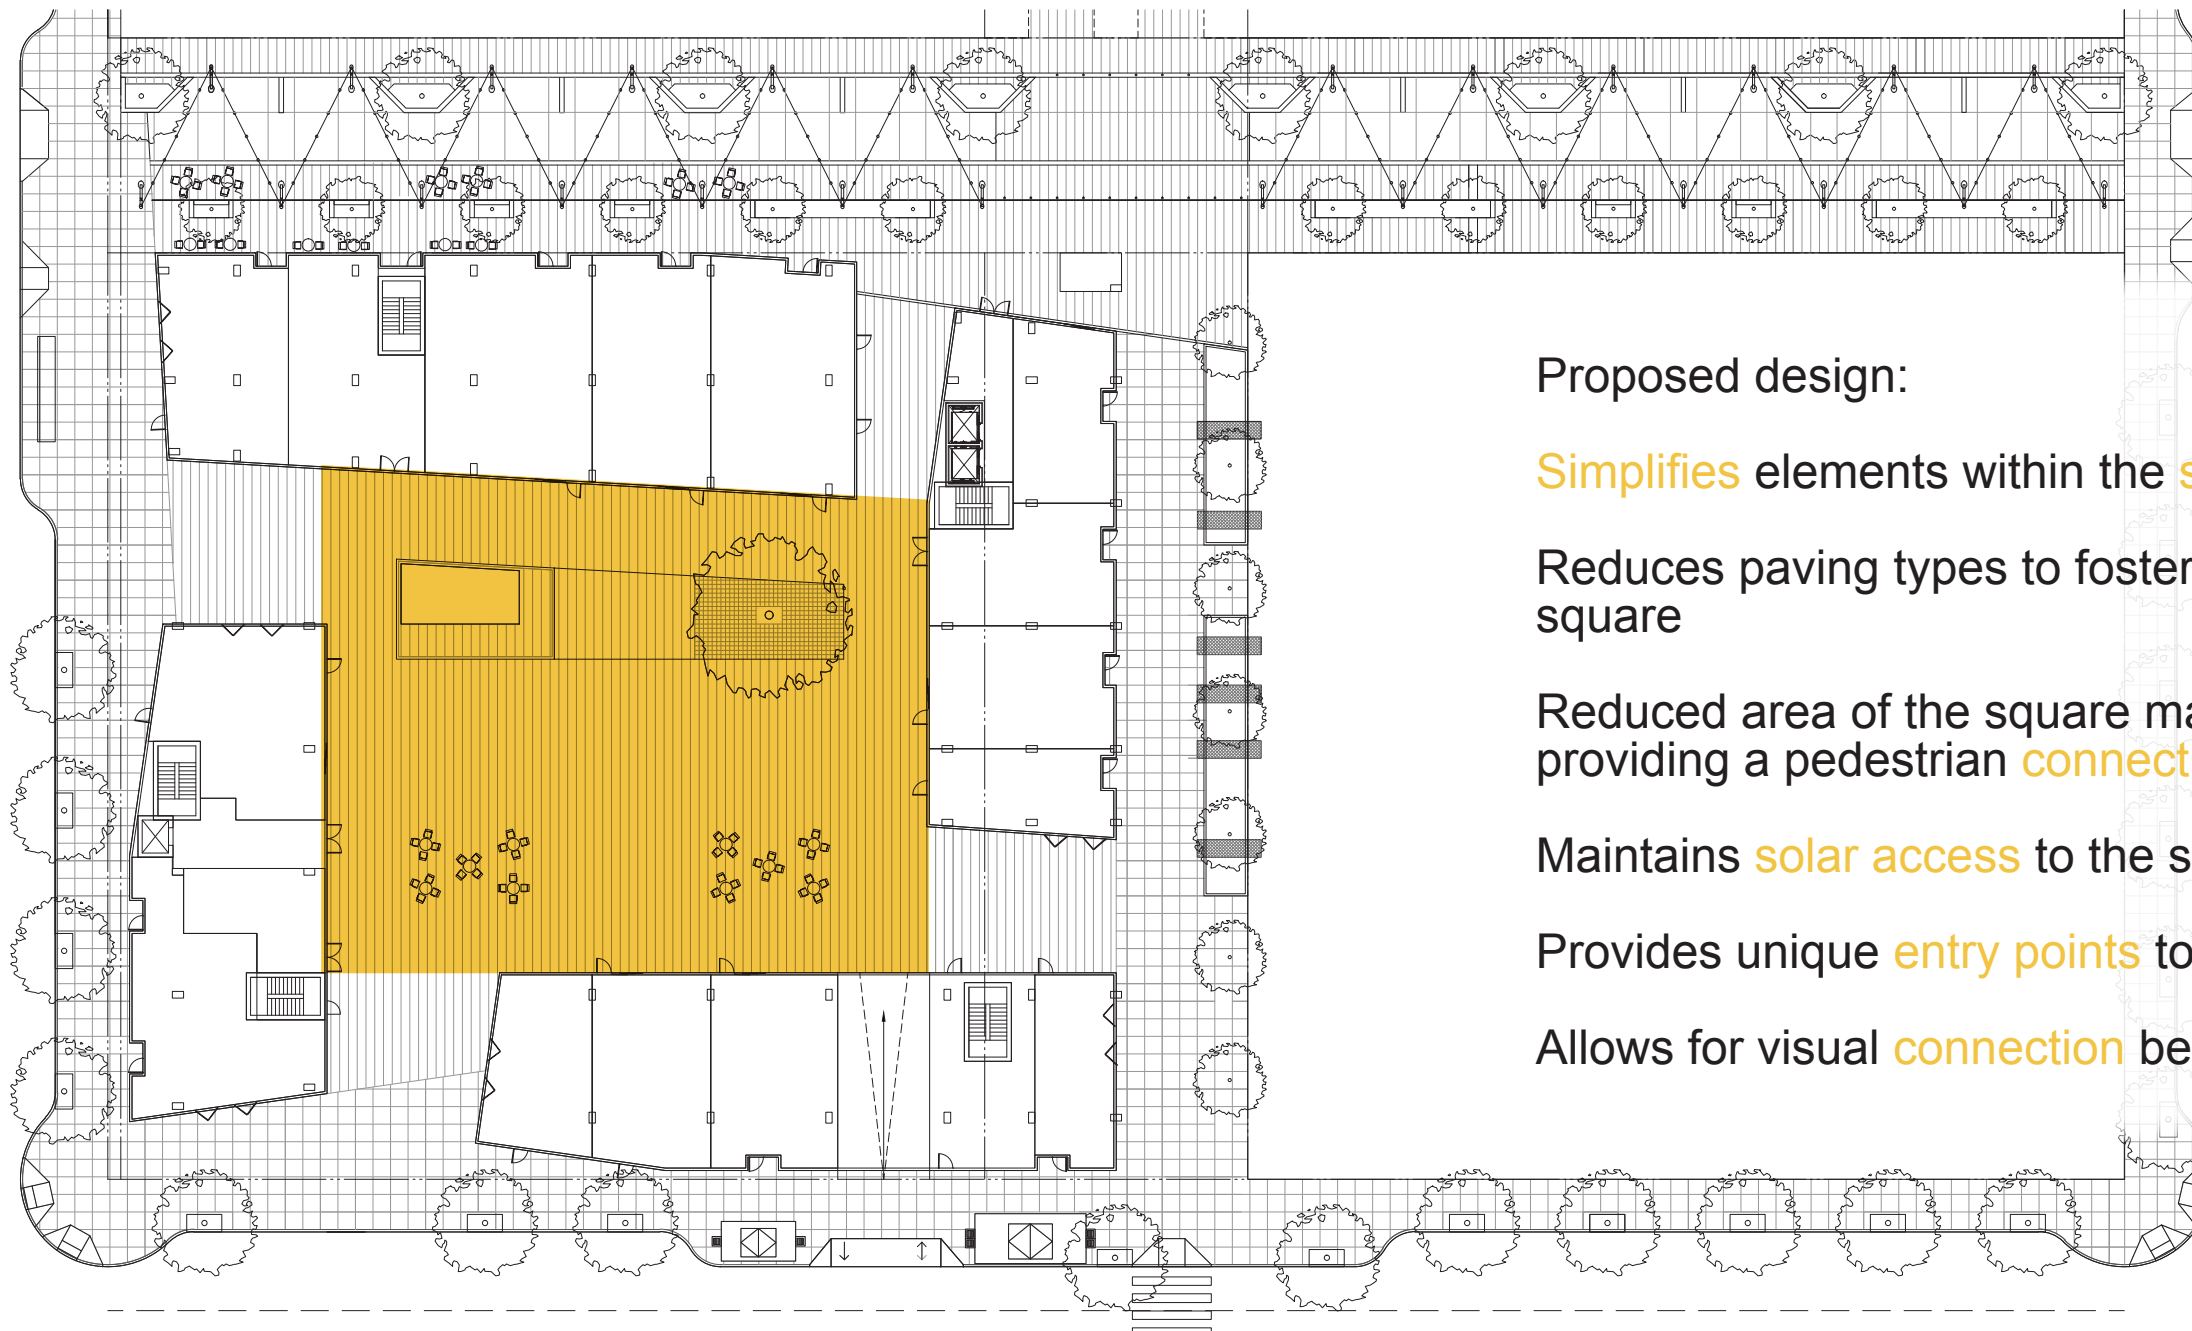 Proposed design:
Simplifies elements within the
Reduces paving types to foster
square
Reduced area of the square
providing a pedestrian
Maintains solar access to the
Provides unique entry points to
Allows for visual connection